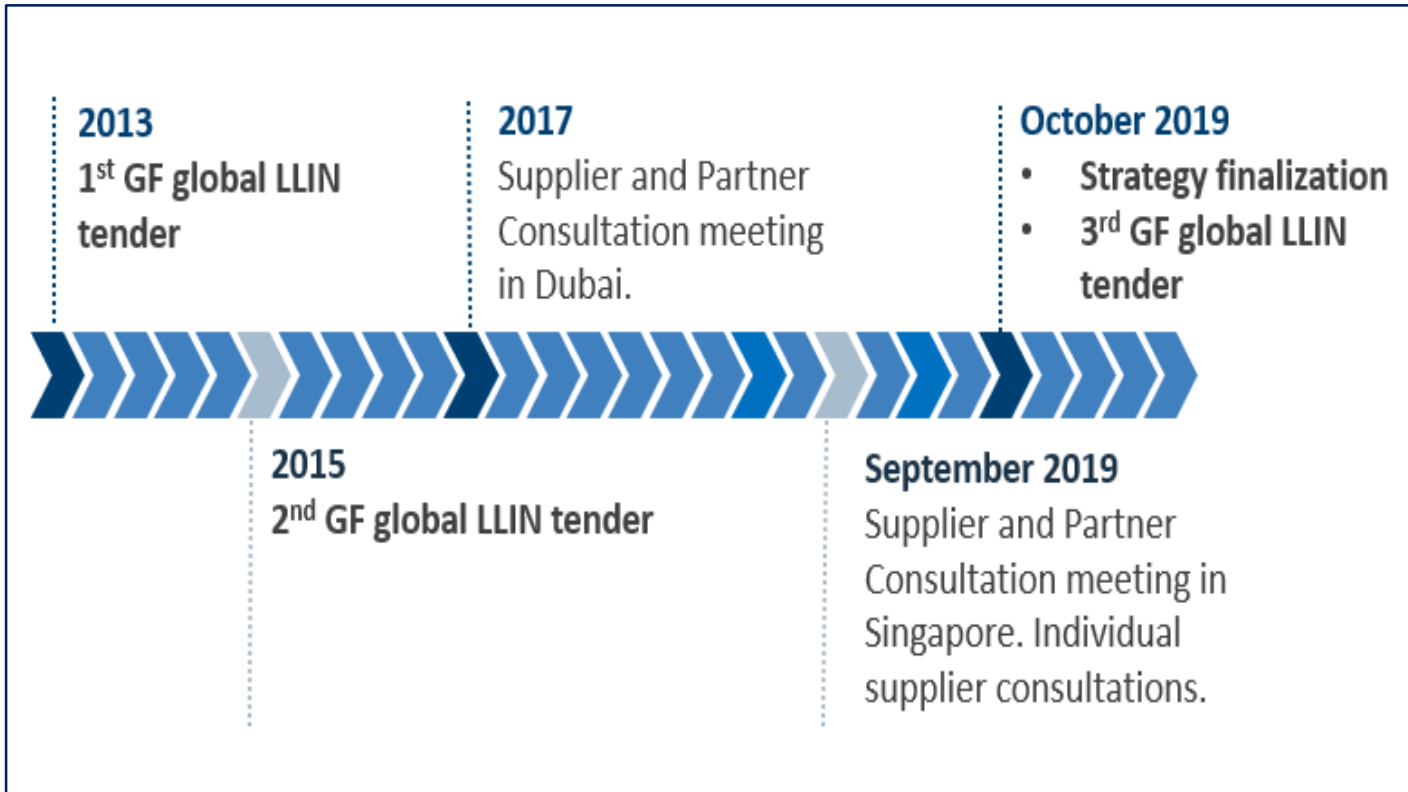 2013
1st GF global LLIN
tender
2017
Supplier and Partner
Consultation meeting
in Dubai.
October 2019
• Strategy finalization
• 3rd GF global LLIN
tender
2015
2nd GF global LLIN tender
September 2019
Supplier and Partner
Consultation meeting in
Singapore. Individual
supplier consultations.